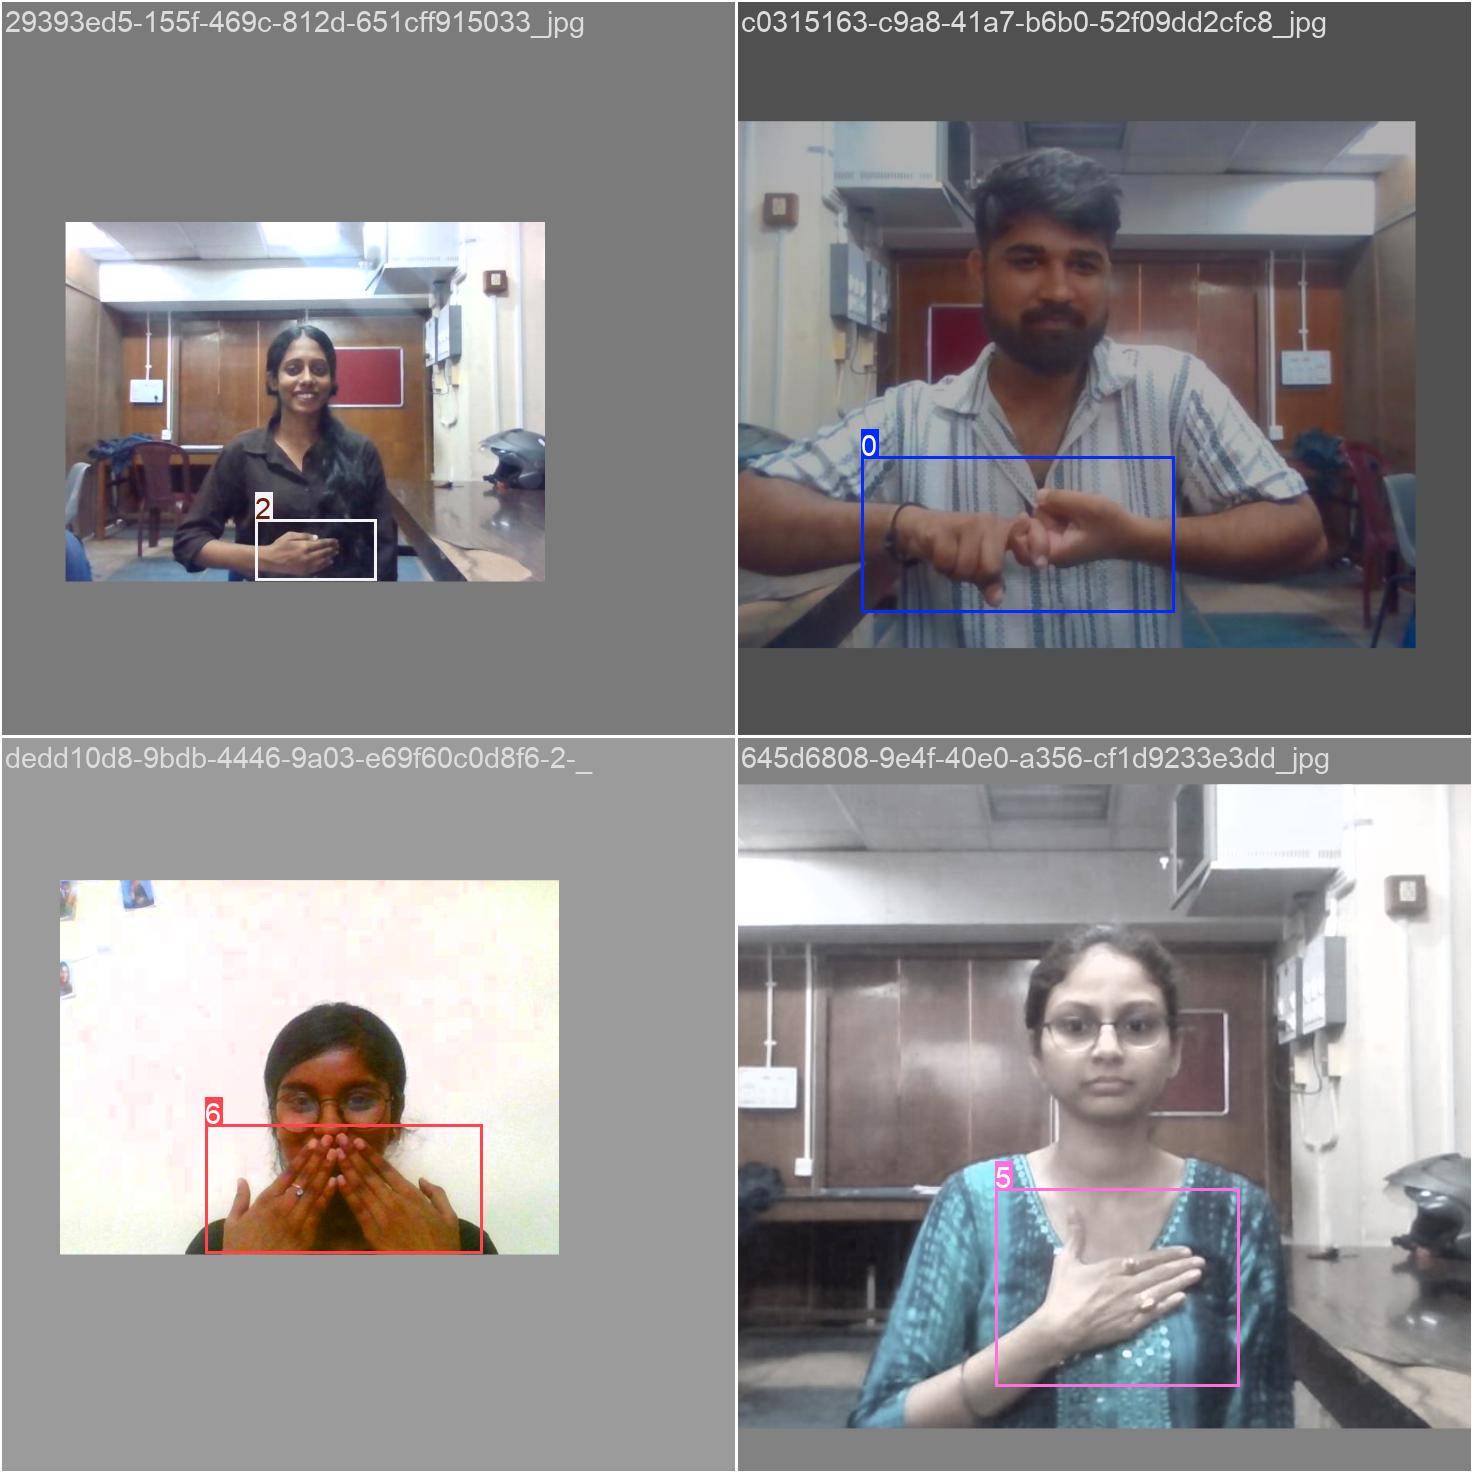 29393ed5-155f-469c-812d-651cff915033_jpg
c0315163-c9a8-41a7-b6b0-52f09dd2cfc8_jpg
2
0
dedd10d8-9bdb-4446-9a03-e69f60c0d8f6-2-_
645d6808-9e4f-40e0-a356-cf1d9233e3dd_jpg
6
5